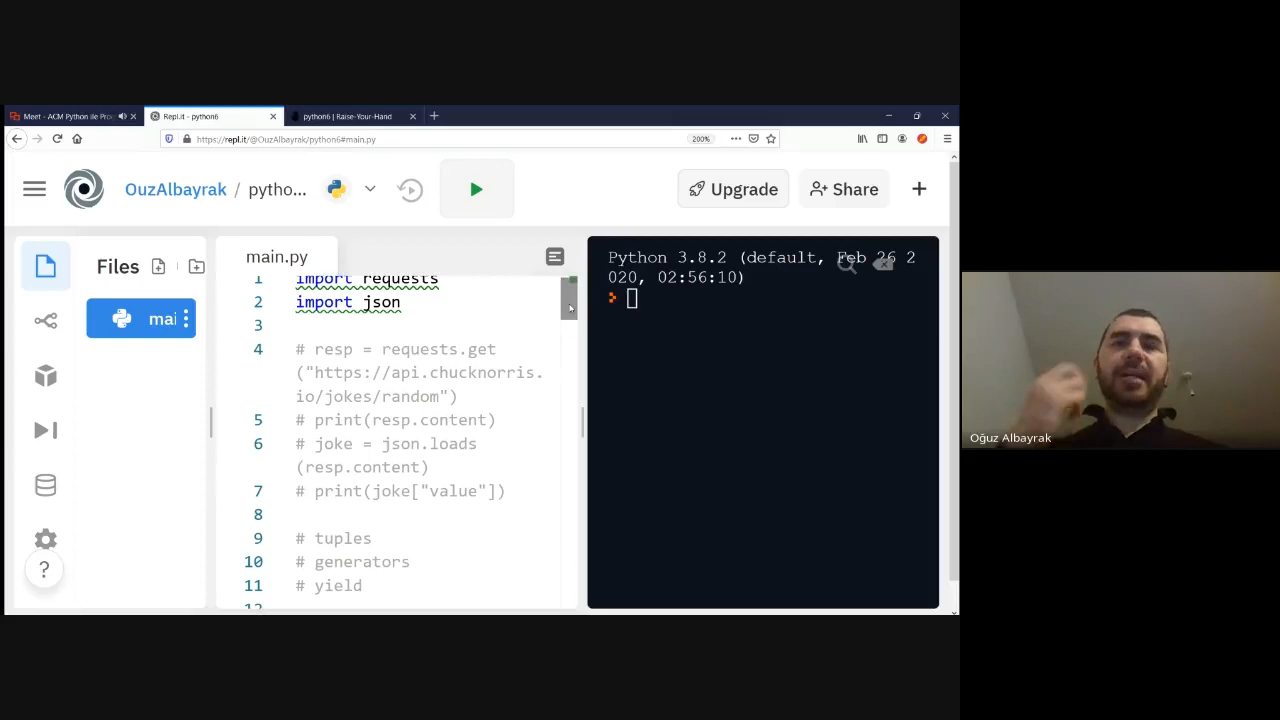 Meet - ACM Python ile Pro
Repl.it - python6
python6 | Raise-Your-Hand
https://repl.it/@OuzAlbayrak/python6#main.py
200%
OuzAlbayrak / pytho...
Upgrade
Share
Files
mai
main.py
1 import requests
2 import json
3
4 # resp = requests.get
("https://api.chucknorris.
io/jokes/random")
5 # print(resp.content)
6 # joke = json.loads
(resp.content)
7 # print(joke["value"])
8
9 # tuples
10 # generators
11 # yield
12
Python 3.8.2 (default, Feb 26 2
020, 02:56:10)
?
Oğuz Albayrak